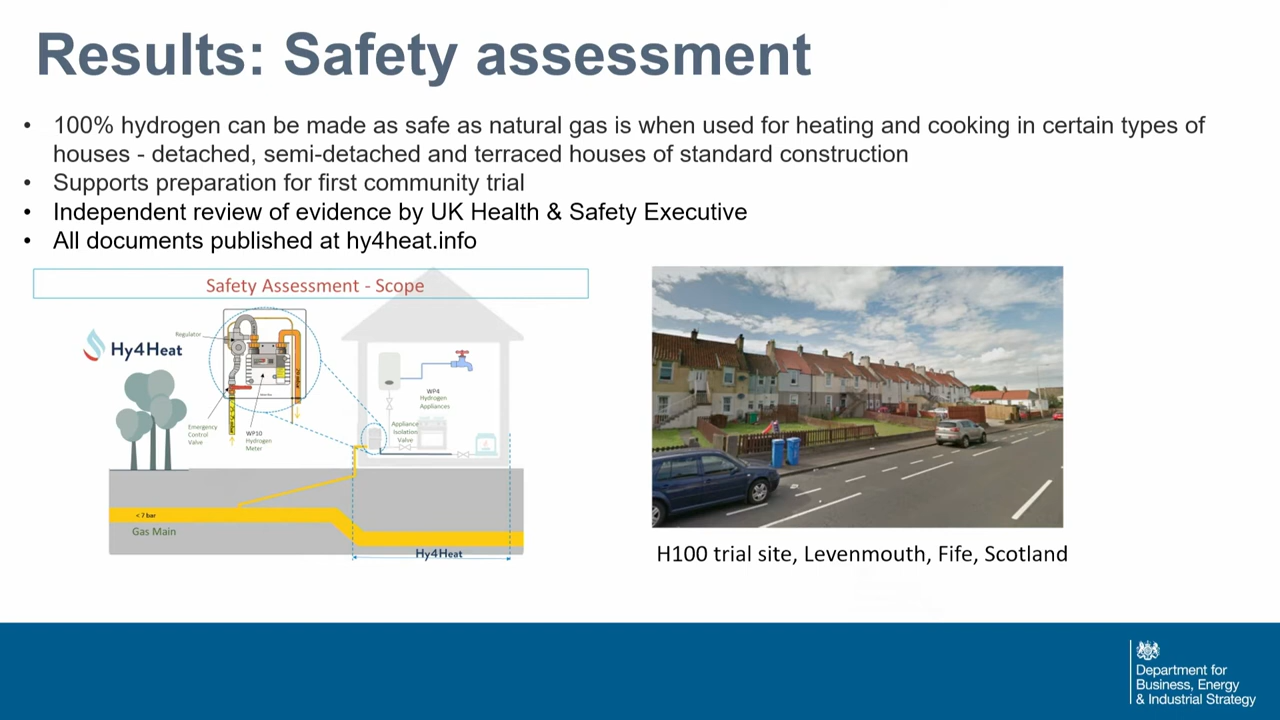 Results: Safety assessment
• 100% hydrogen can be made as safe as natural gas is when used for heating and cooking in certain types of
houses - detached, semi-detached and terraced houses of standard construction
• Supports preparation for first community trial
• Independent review of evidence by UK Health & Safety Executive
• All documents published at hy4heat.info
Safety Assessment - Scope
Regulator
Hy4Heat
Emergency
Control
Valve
WP10
Hydrogen
Meter
WP4
Hydrogen
Appliances
Appliance
Isolation
Valve
< 7 bar
Gas Main
Hy4Heat
H100 trial site, Levenmouth, Fife, Scotland
Department for
Business, Energy
& Industrial Strategy